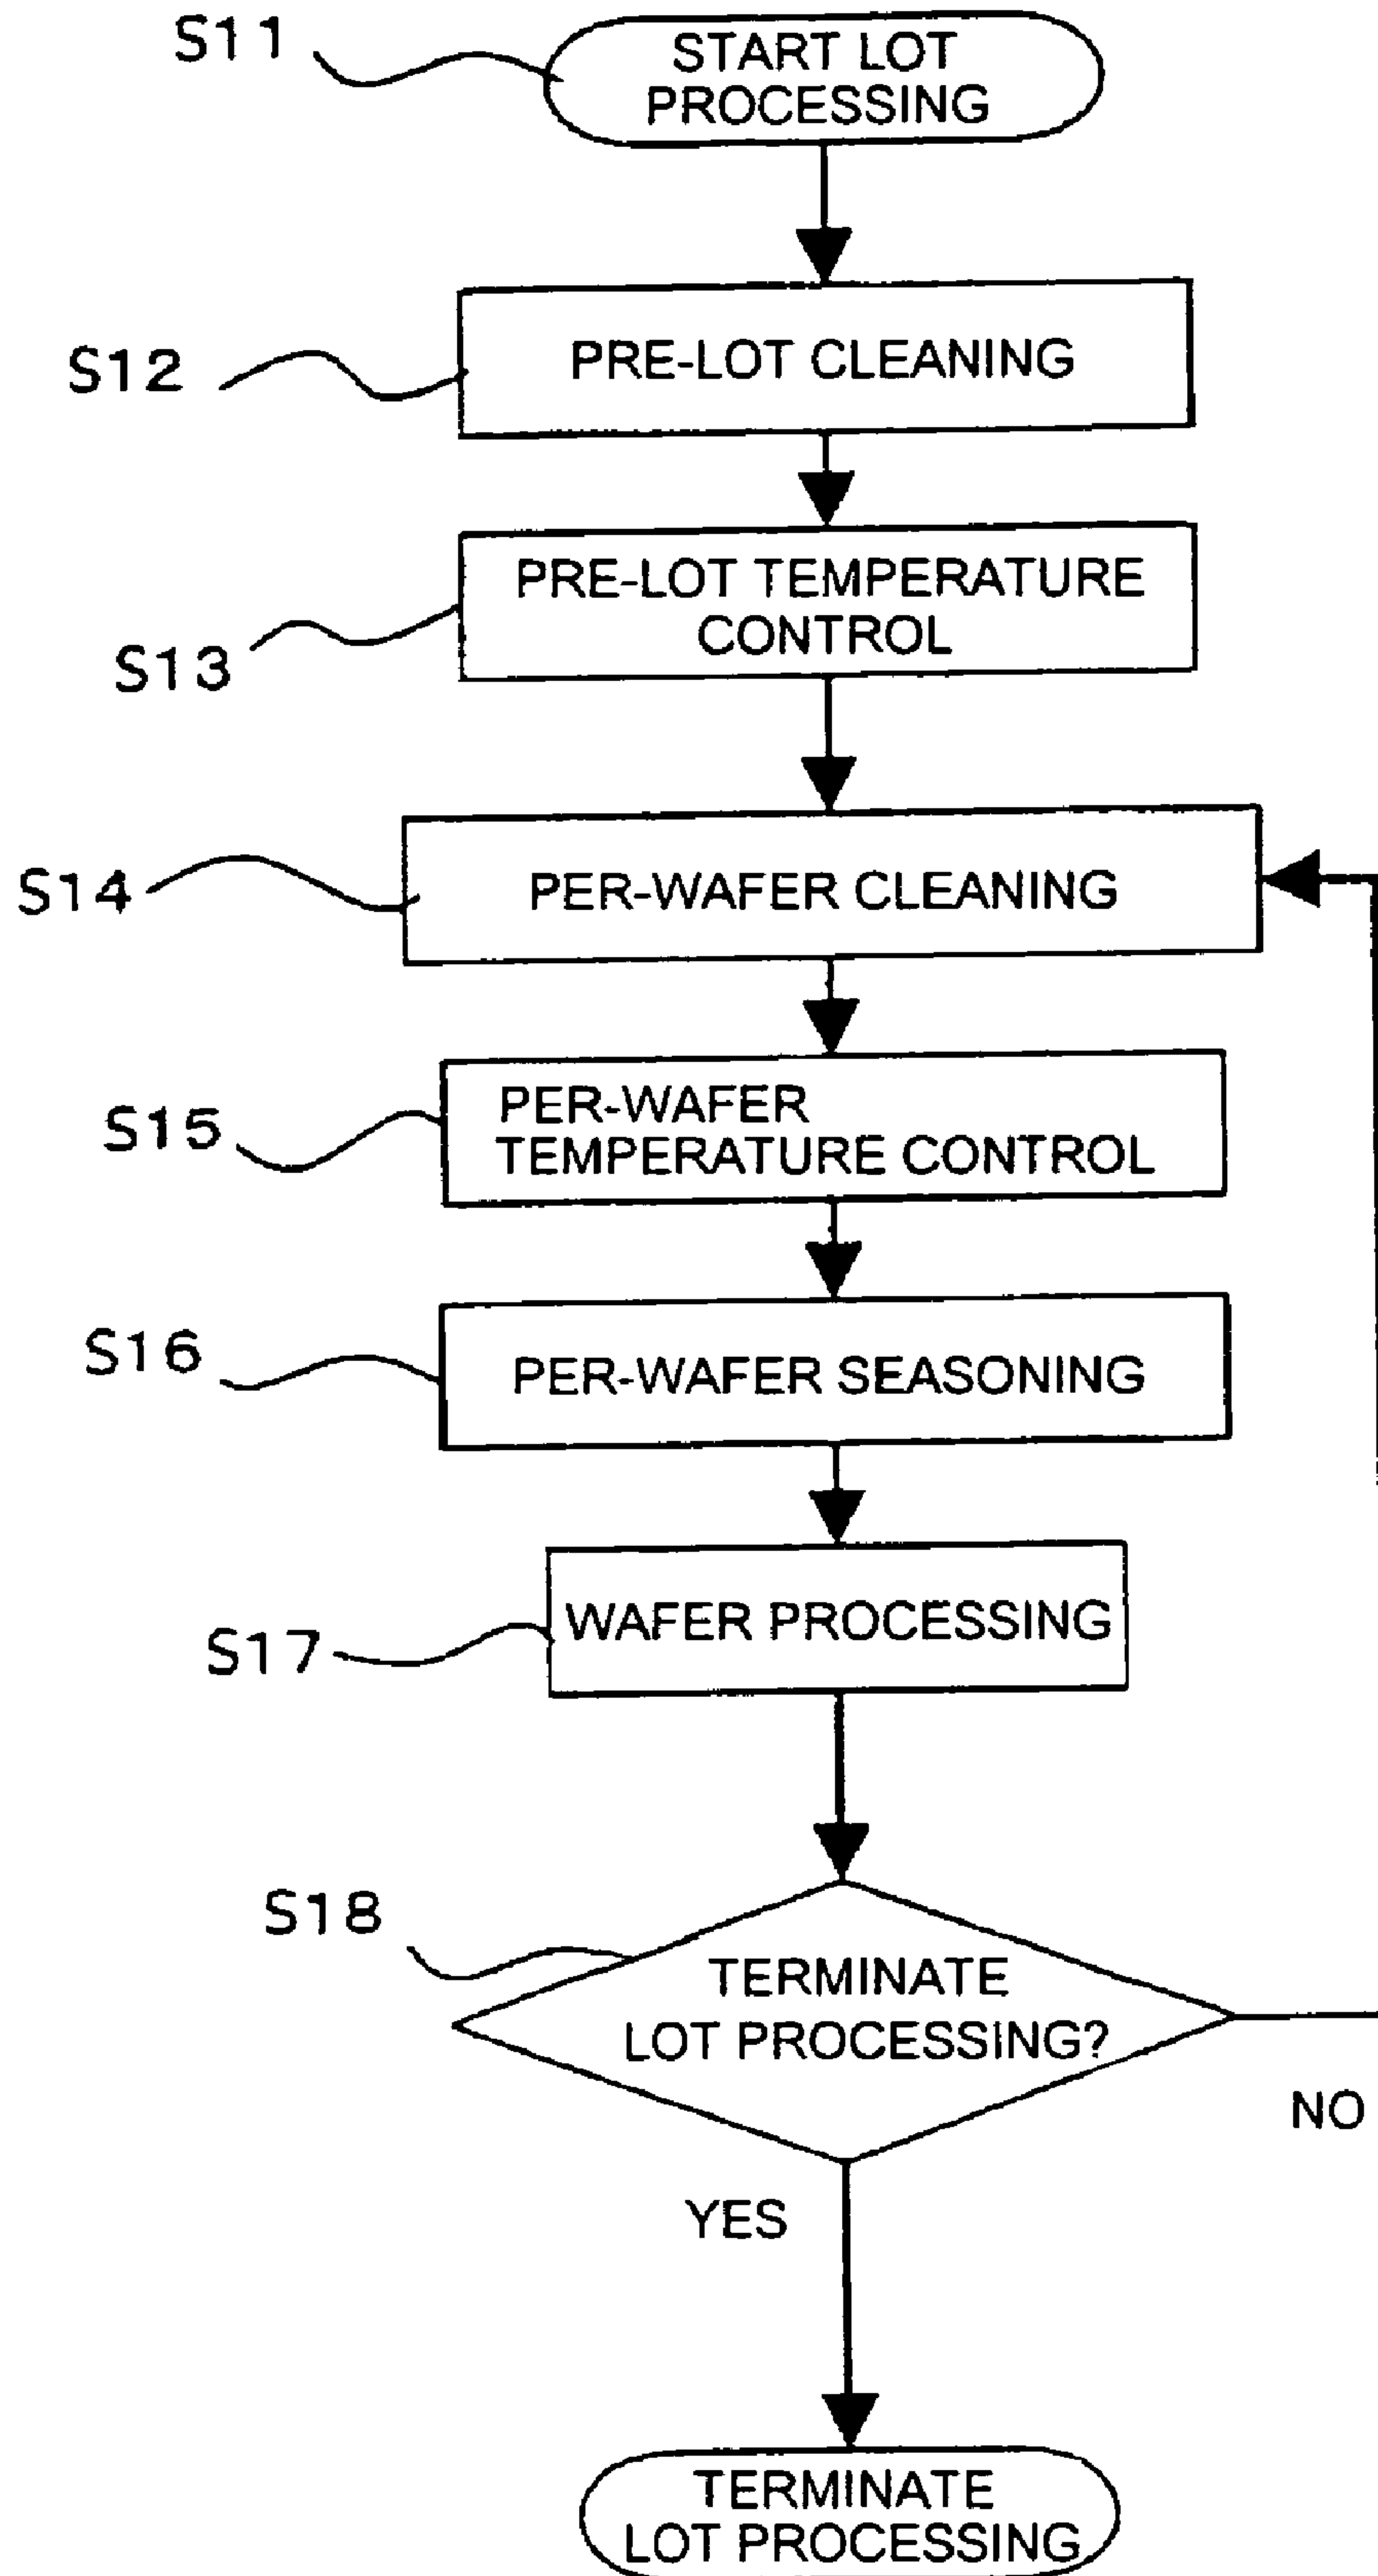 S11
START LOT
PROCESSING
S12
PRE-LOT CLEANING
PRE-LOT TEMPERATURE
CONTROL
S13
S14
PER-WAFER CLEANING
S15
PER-WAFER
TEMPERATURE CONTROL
S16
PER-WAFER SEASONING
S17
WAFER PROCESSING
S18
TERMINATE
LOT PROCESSING?
NO
YES
TERMINATE
LOT PROCESSING